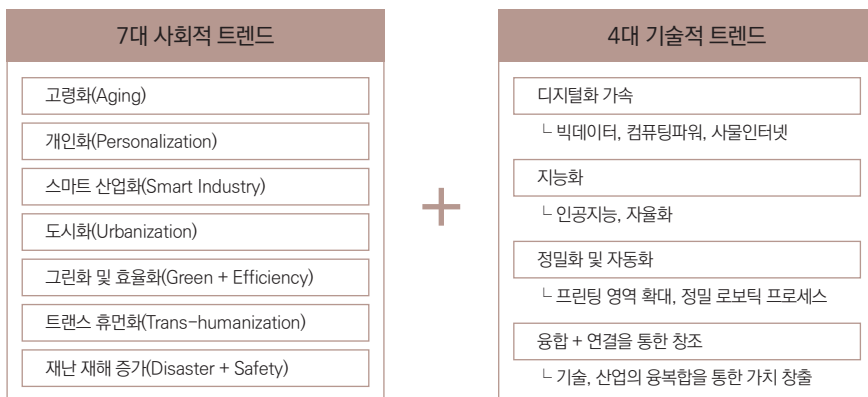 7대 사회적 트렌드
고령화(Aging)
개인화(Personalization)
스마트 산업화(Smart Industry)
도시화(Urbanization)
그린화 및 효율화(Green + Efficiency)
트랜스 휴먼화(Trans-humanization)
재난 재해 증가(Disaster + Safety)
+
4대 기술적 트렌드
디지털화 가속
└ 빅데이터, 컴퓨팅파워, 사물인터넷
지능화
└ 인공지능, 자율화
정밀화 및 자동화
└ 프린팅 영역 확대, 정밀 로보틱 프로세스
융합 + 연결을 통한 창조
└ 기술, 산업의 융복합을 통한 가치 창출